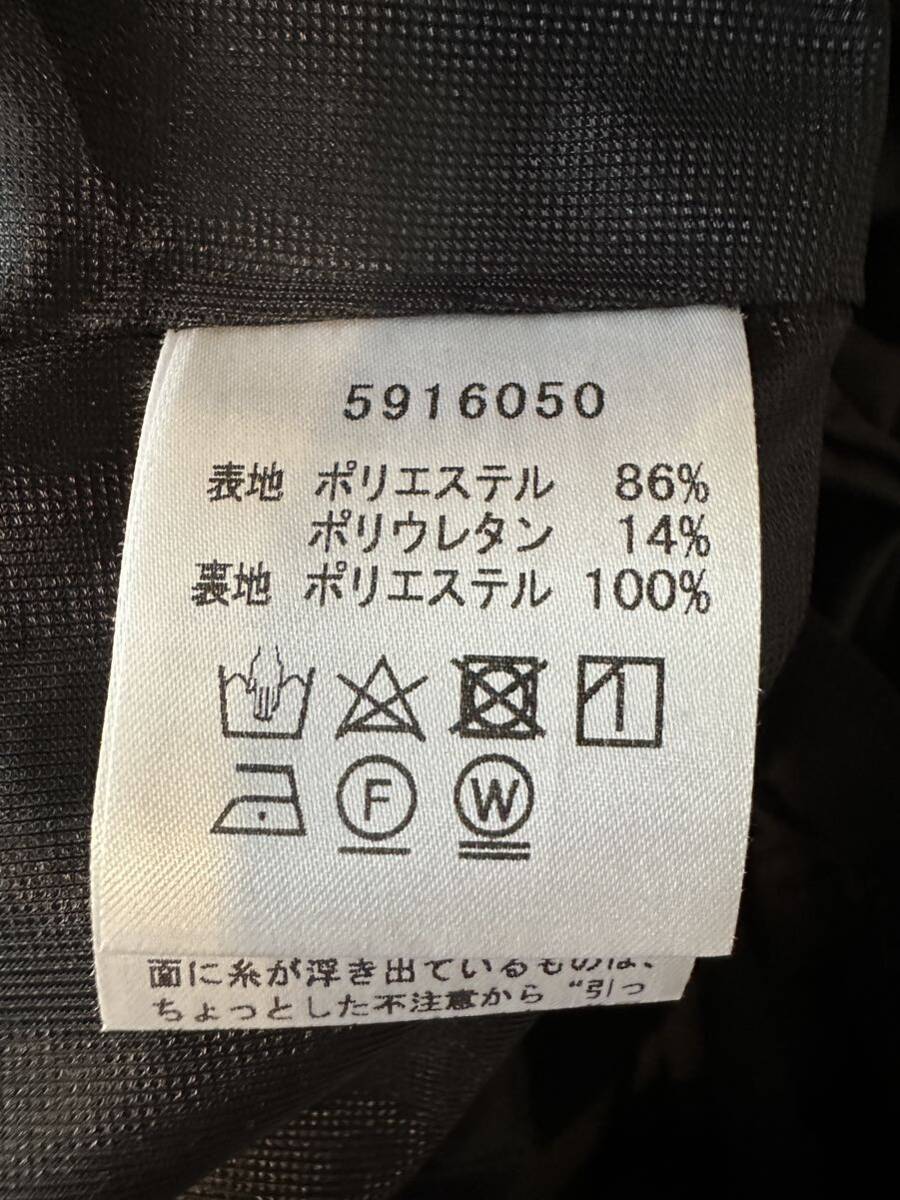 5916050
表地 ポリエステル 86%
ポリウレタン 14%
裏地 ポリエステル 100%
F W
面に糸が浮き出ているものは、
ちょっとした不注意から “引っ